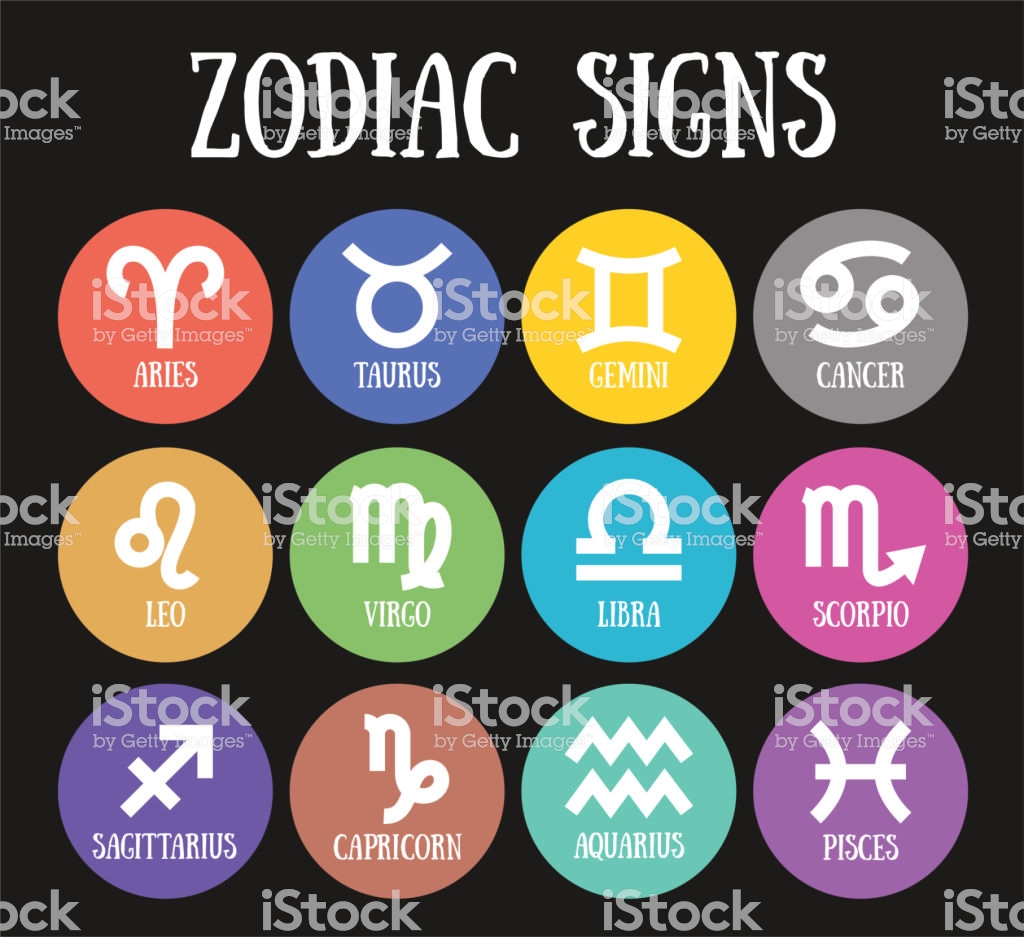 ZODIAC SIGNS
ARIES TAURUS GEMINI CANCER
LEO VIRGO LIBRA SCORPIO
SAGITTARIUS CAPRICORN AQUARIUS PISCES
iStock
by Getty Images™